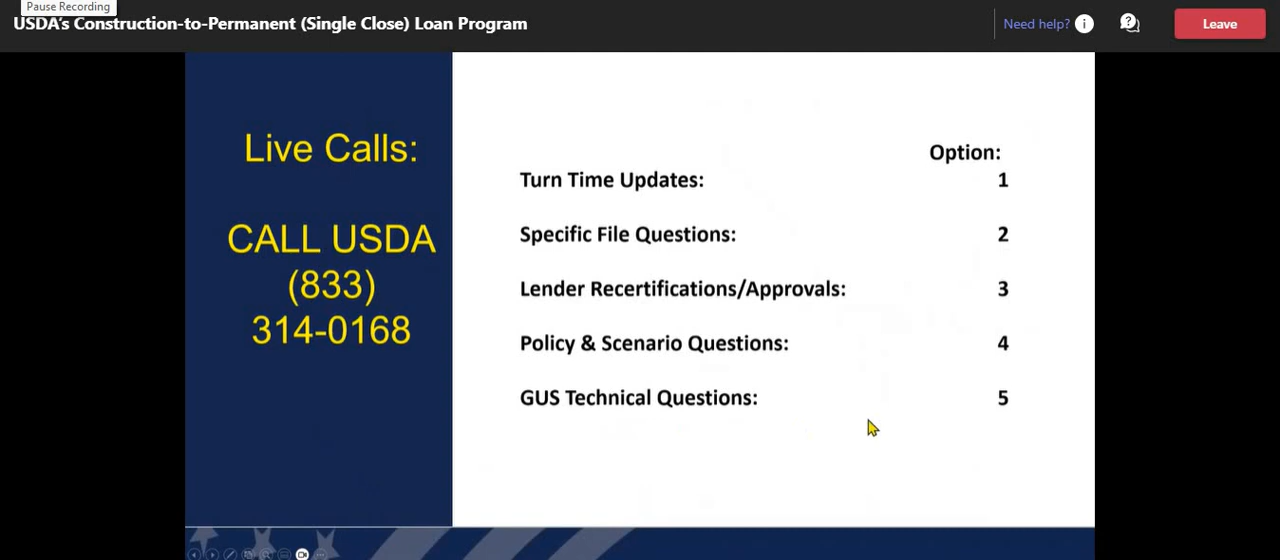 Pause Recording
USDA's Construction-to-Permanent (Single Close) Loan Program
Need help?
Leave
Live Calls:
CALL USDA
(833)
314-0168
Option:
Turn Time Updates: 1
Specific File Questions: 2
Lender Recertifications/Approvals: 3
Policy & Scenario Questions: 4
GUS Technical Questions: 5